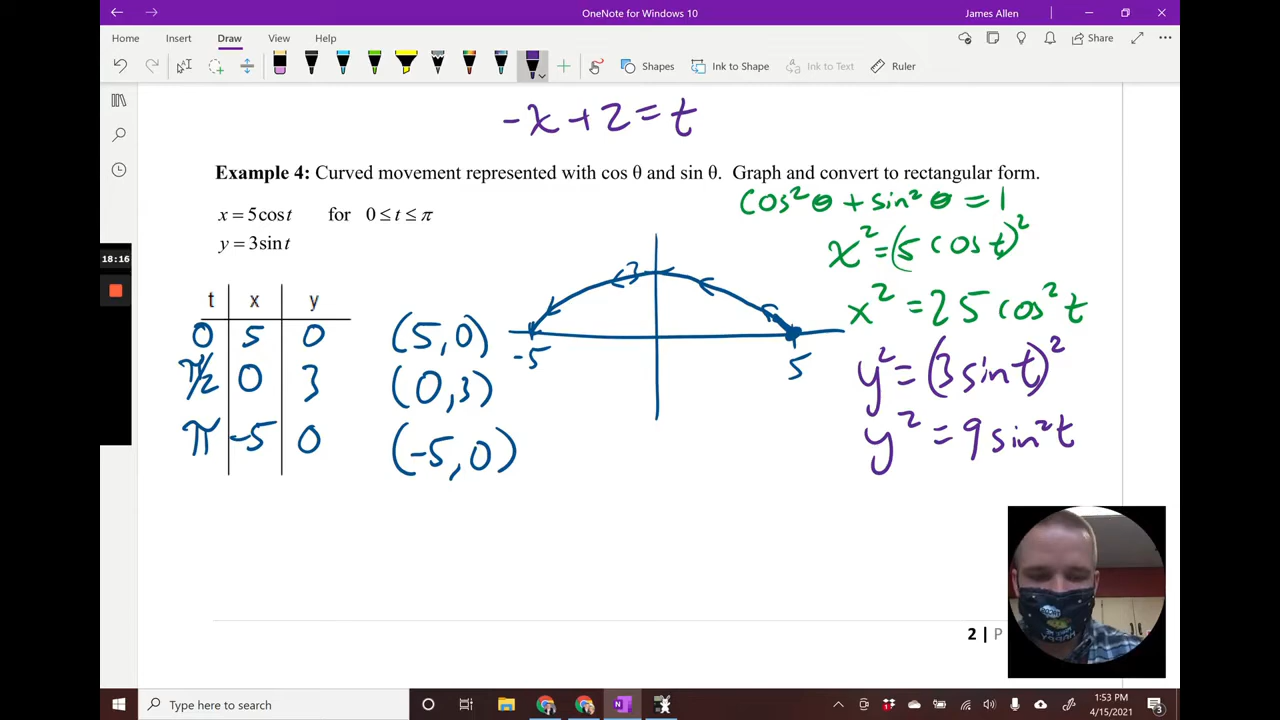 OneNote for Windows 10
James Allen
Home Insert Draw View Help
Share
Shapes
Ink to Shape
Ink to Text
Ruler
-x+2=t
Example 4: Curved movement represented with cos θ and sin θ. Graph and convert to rectangular form.
cos²θ + sin²θ = 1
x = 5cos t for 0 ≤ t ≤ π
y = 3sin t
x² = (5 cos t)²
x² = 25 cos² t
y² = (3 sin t)²
y² = 9 sin² t
18:16
t x y
0 5 0
π/2 0 3
π -5 0
(5,0)
(0,3)
(-5,0)
3
-5
5
2 | P
Type here to search
1:53 PM
4/15/2021
3